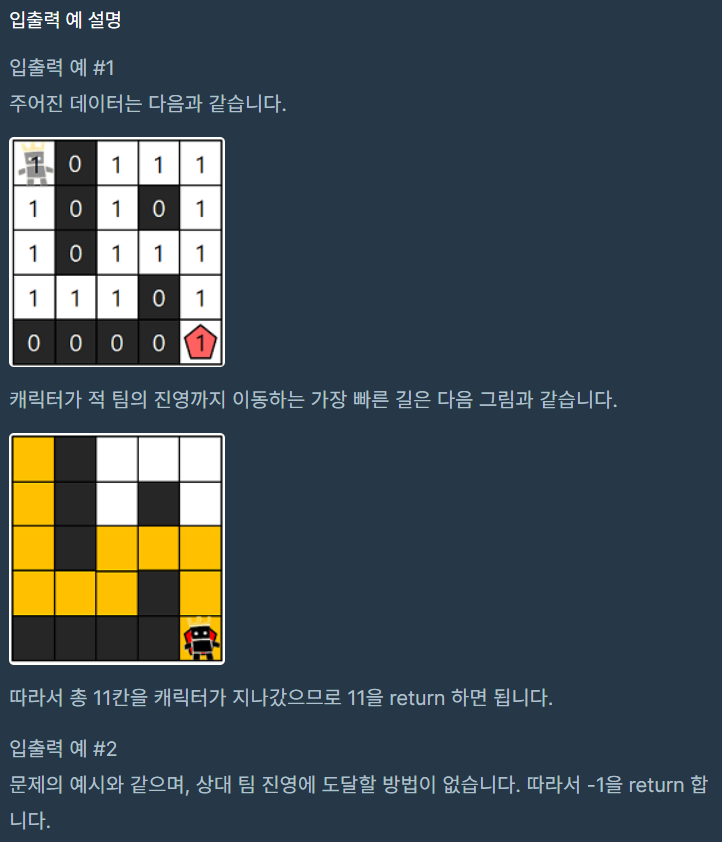 입출력 예 설명
입출력 예 #1
주어진 데이터는 다음과 같습니다.
1 0 1 1 1
1 0 1 0 1
1 0 1 1 1
1 1 1 0 1
0 0 0 0 1
캐릭터가 적 팀의 진영까지 이동하는 가장 빠른 길은 다음 그림과 같습니다.
따라서 총 11칸을 캐릭터가 지나갔으므로 11을 return 하면 됩니다.
입출력 예 #2
문제의 예시와 같으며, 상대 팀 진영에 도달할 방법이 없습니다. 따라서 -1을 return 합
니다.